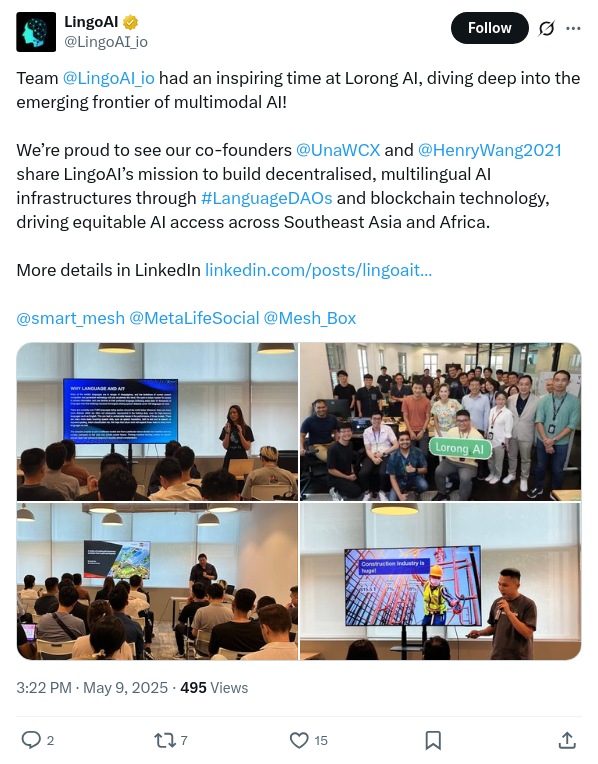 LingoAI
@LingoAI_io
Follow
Team @LingoAI_io had an inspiring time at Lorong AI, diving deep into the
emerging frontier of multimodal AI!
We’re proud to see our co-founders @UnaWCX and @HenryWang2021
share LingoAI’s mission to build decentralised, multilingual AI
infrastructures through #LanguageDAOs and blockchain technology,
driving equitable AI access across Southeast Asia and Africa.
More details in LinkedIn linkedin.com/posts/lingoait…
@smart_mesh @MetaLifeSocial @Mesh_Box
WHY LANGUAGE AND AI?
Lorong AI
Construction Industry is
huge!
3:22 PM · May 9, 2025 · 495 Views
2
7
15